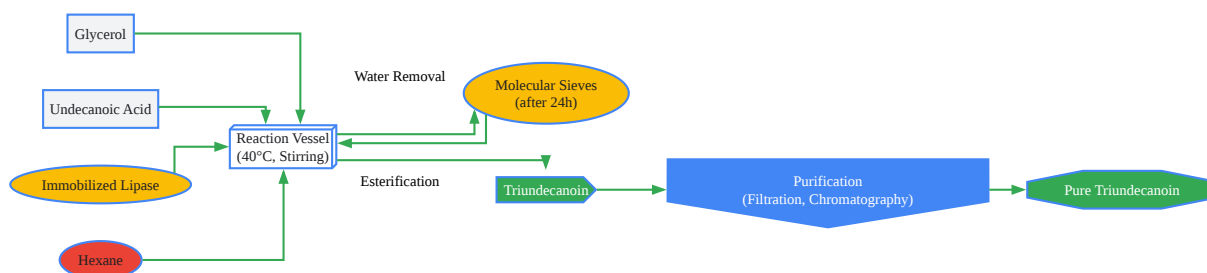 Glycerol
Undecanoic Acid
Immobilized Lipase
Hexane
Reaction Vessel
(40°C, Stirring)
Water Removal
Molecular Sieves
(after 24h)
Esterification
Triundecanoin
Purification
(Filtration, Chromatography)
Pure Triundecanoin